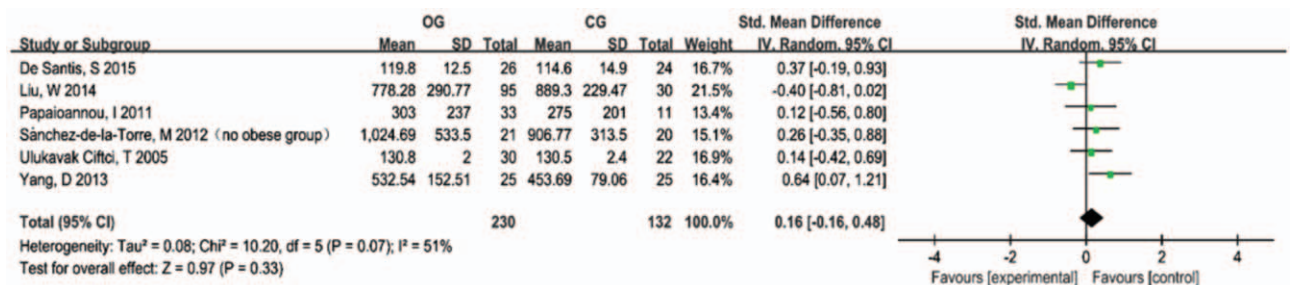 OG CG Std. Mean Difference Std. Mean Difference
Study or Subgroup Mean SD Total Mean SD Total Weight IV, Random, 95% CI IV, Random, 95% CI
De Santis, S 2015 119.8 12.5 26 114.6 14.9 24 16.7% 0.37 [-0.19, 0.93]
Liu, W 2014 778.28 290.77 95 889.3 229.47 30 21.5% -0.40 [-0.81, 0.02]
Papaioannou, I 2011 303 237 33 275 201 11 13.4% 0.12 [-0.56, 0.80]
Sánchez-de-la-Torre, M 2012（no obese group） 1,024.69 533.5 21 906.77 313.5 20 15.1% 0.26 [-0.35, 0.88]
Ulukavak Ciftci, T 2005 130.8 2 30 130.5 2.4 22 16.9% 0.14 [-0.42, 0.69]
Yang, D 2013 532.54 152.51 25 453.69 79.06 25 16.4% 0.64 [0.07, 1.21]
Total (95% CI) 230 132 100.0% 0.16 [-0.16, 0.48]
Heterogeneity: Tau² = 0.08; Chi² = 10.20, df = 5 (P = 0.07); I² = 51%
Test for overall effect: Z = 0.97 (P = 0.33)
-4 -2 0 2 4
Favours [experimental] Favours [control]